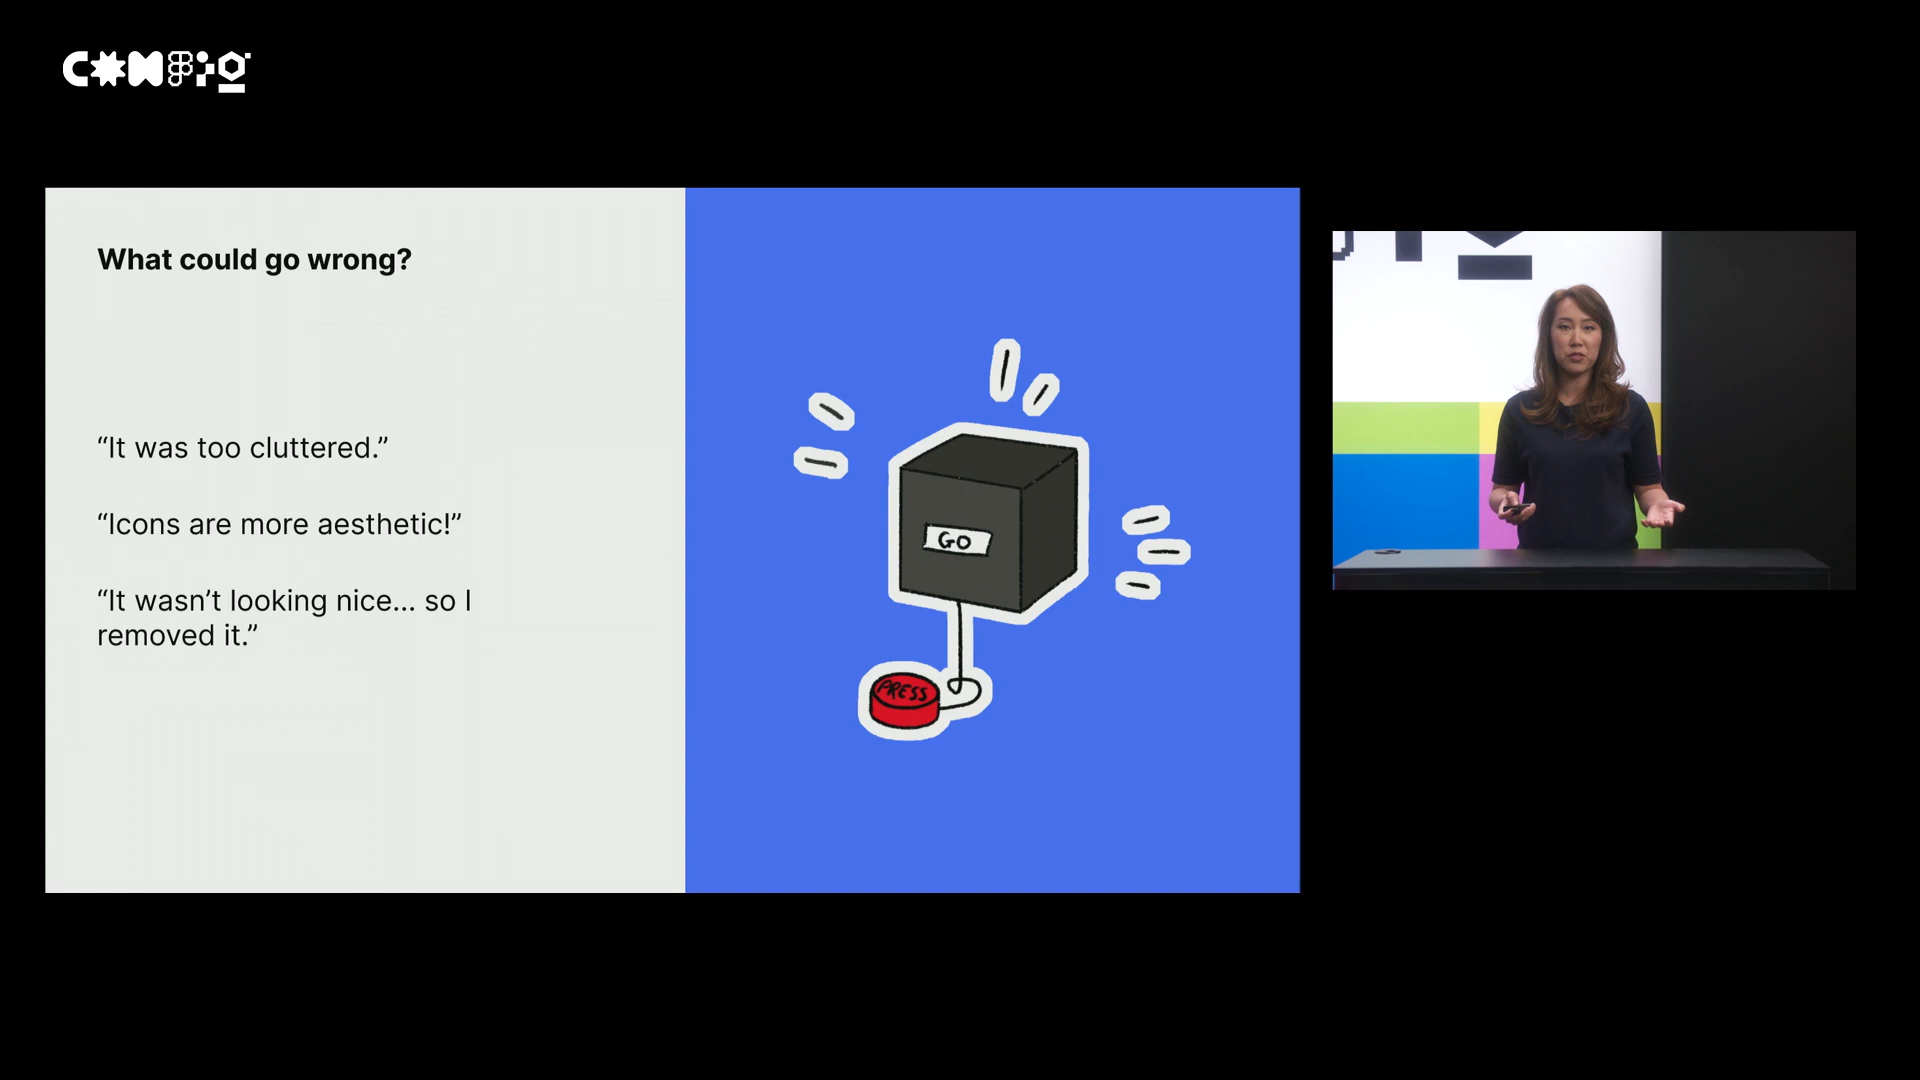 CONFIG
What could go wrong?
“It was too cluttered.”
“Icons are more aesthetic!”
“It wasn’t looking nice... so I
removed it.”
GO
PRESS